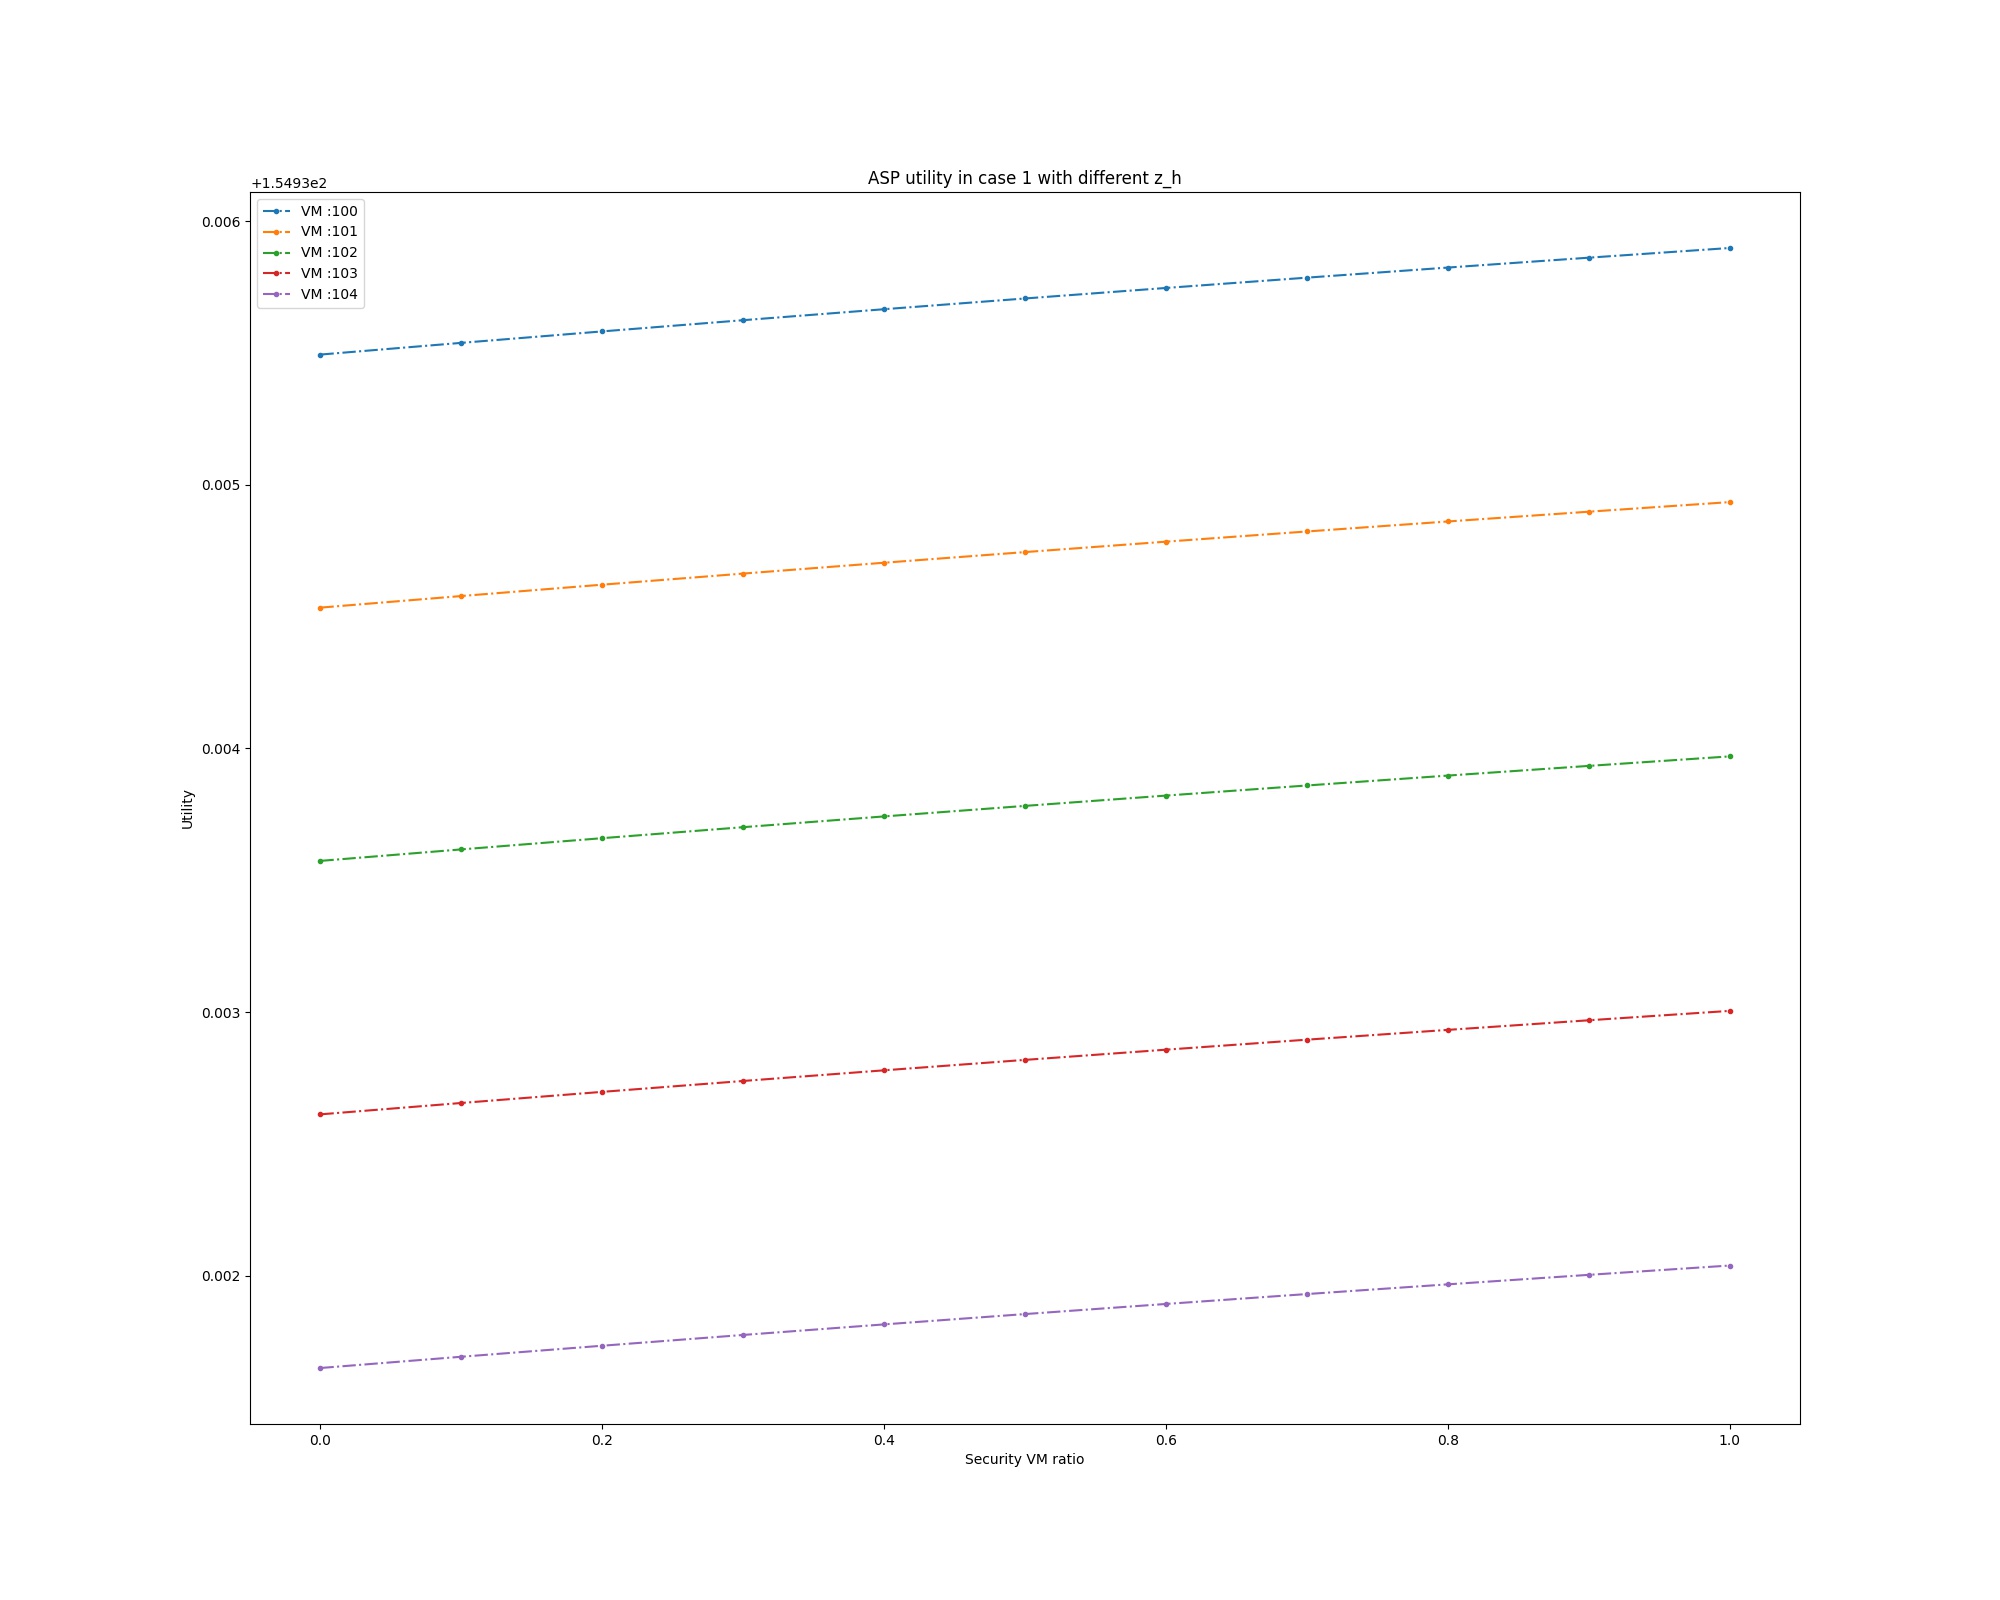 ASP utility in case 1 with different z_h
+1.5493e2
VM :100
VM :101
VM :102
VM :103
VM :104
0.006
0.005
0.004
0.003
0.002
Utility
0.0 0.2 0.4 0.6 0.8 1.0
Security VM ratio